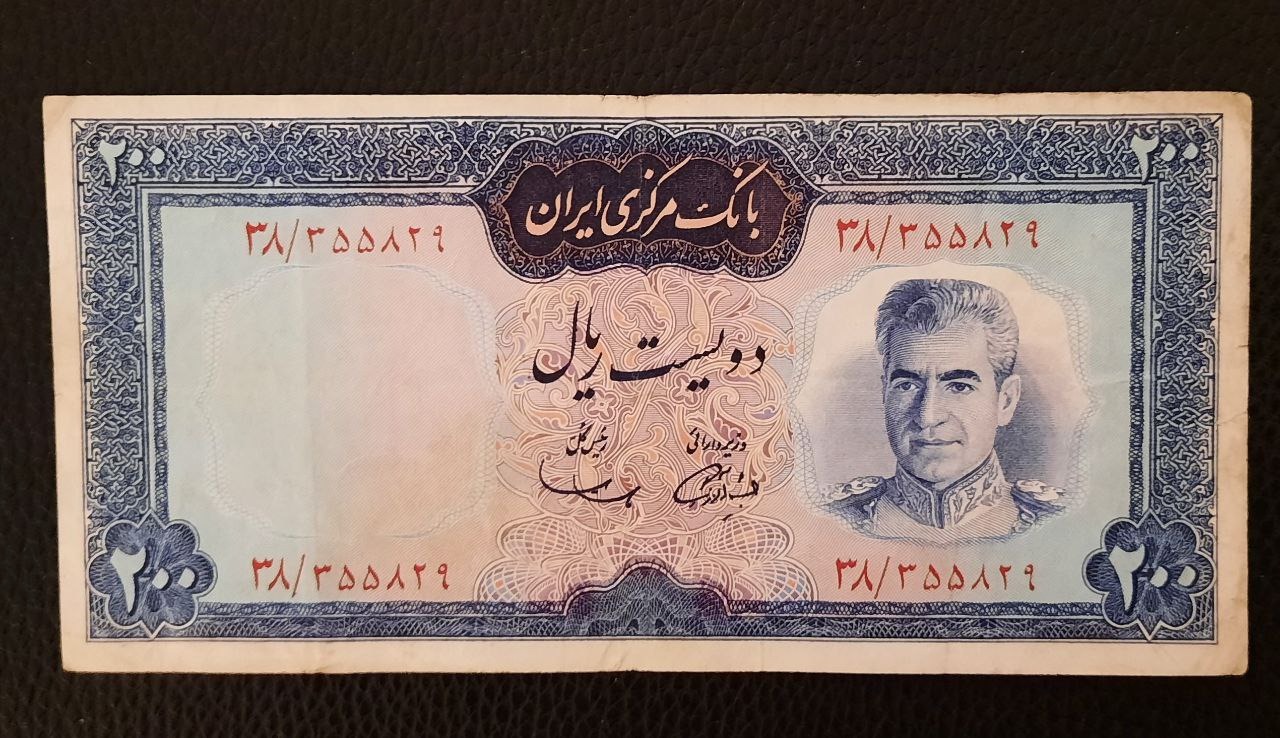 ۲۰۰ ۲۰۰
بانک مرکزی ایران
۳۸/۳۵۵۸۲۹ ۳۸/۳۵۵۸۲۹
دویست ریال
وزیر دارائی رئیس کل
۳۸/۳۵۵۸۲۹ ۳۸/۳۵۵۸۲۹
۲۰۰ ۲۰۰